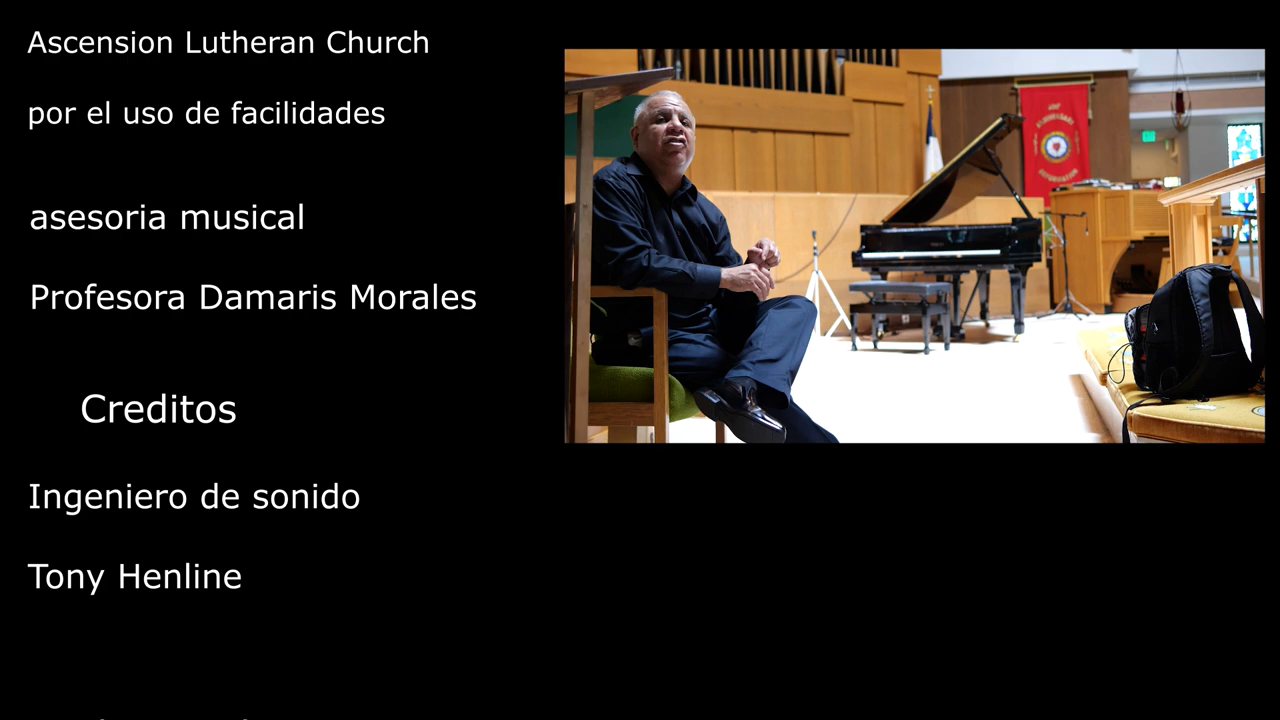 Ascension Lutheran Church
por el uso de facilidades
asesoria musical
Profesora Damaris Morales
Creditos
Ingeniero de sonido
Tony Henline